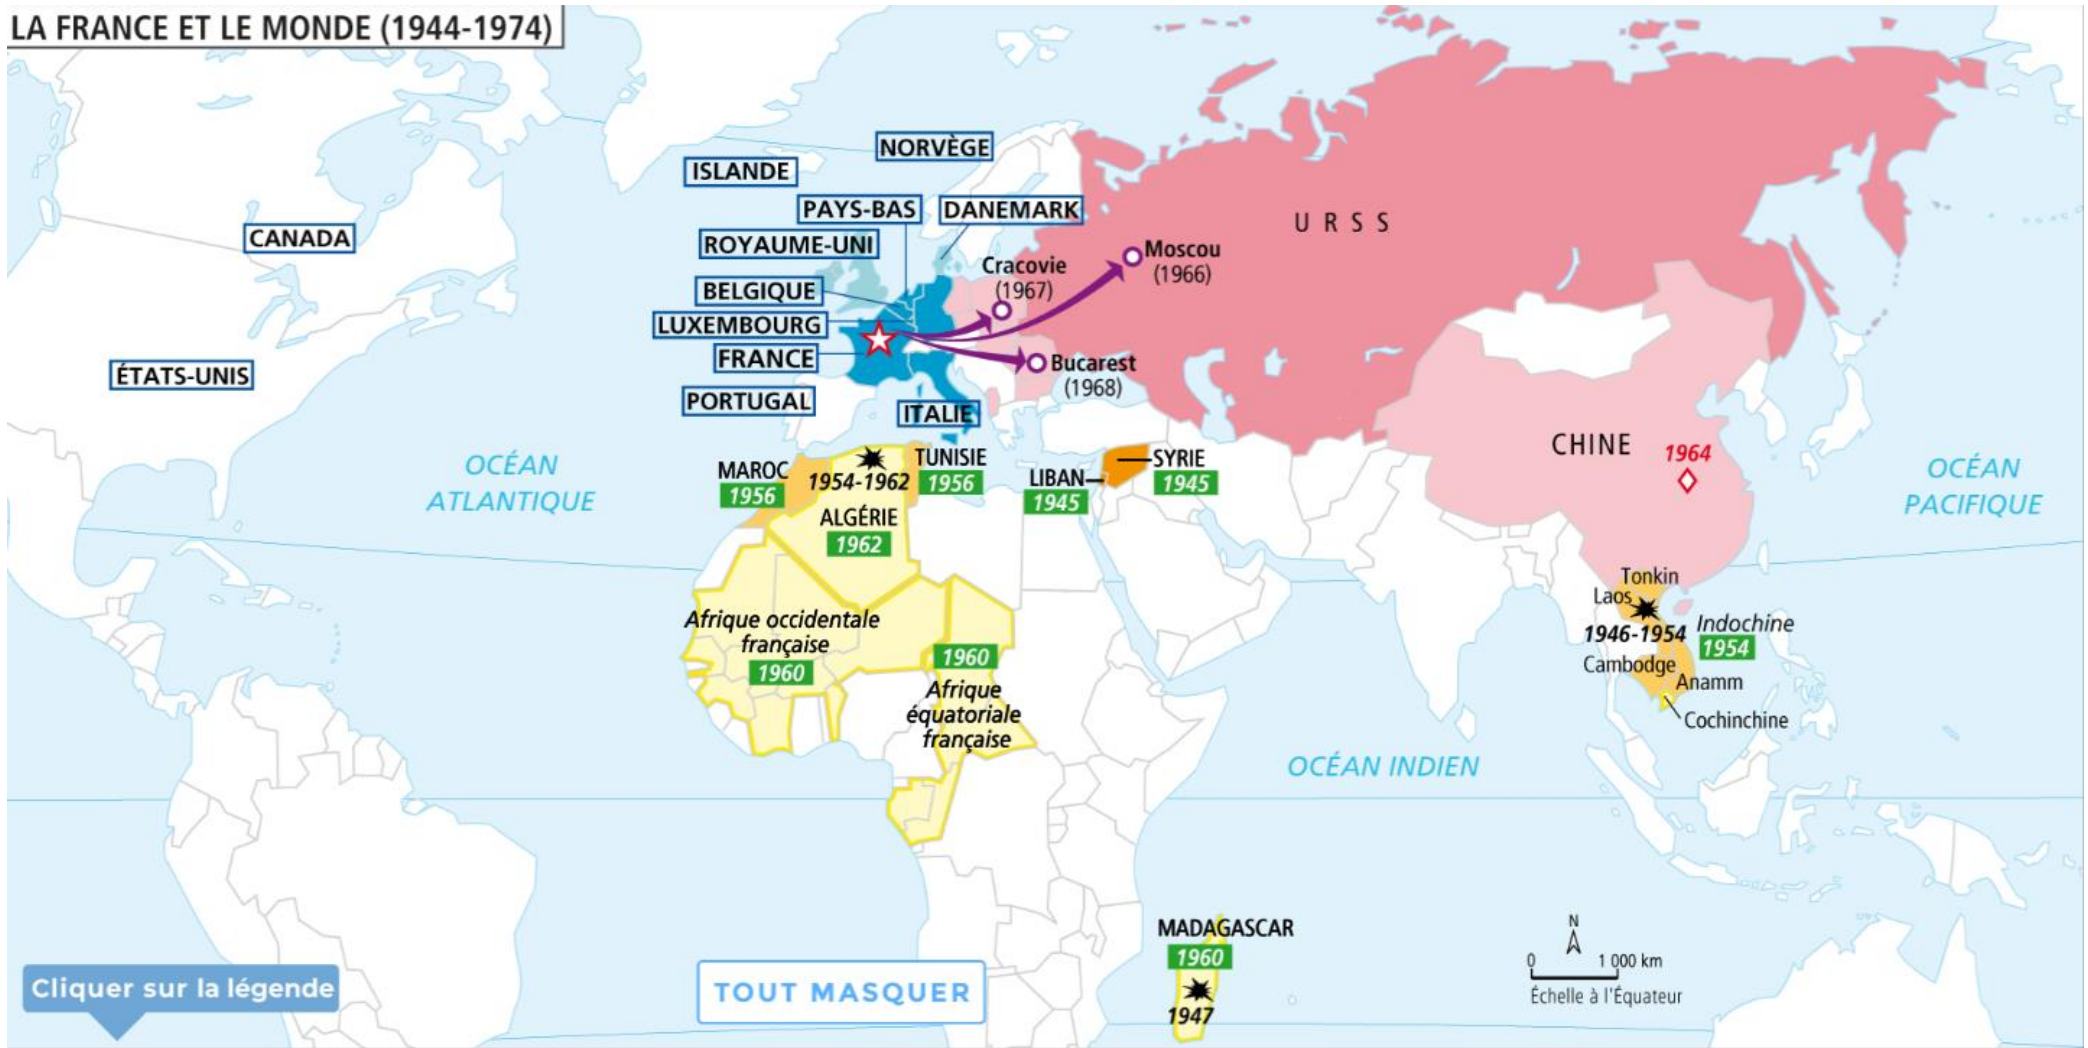 LA FRANCE ET LE MONDE (1944-1974)
NORVÈGE
ISLANDE
PAYS-BAS
DANEMARK
CANADA
ROYAUME-UNI
URSS
Moscou
(1966)
Cracovie
(1967)
BELGIQUE
LUXEMBOURG
FRANCE
Bucarest
(1968)
ÉTATS-UNIS
PORTUGAL
ITALIE
CHINE
1964
OCÉAN
ATLANTIQUE
MAROC
1956
1954-1962
TUNISIE
1956
LIBAN
1945
SYRIE
1945
OCÉAN
PACIFIQUE
ALGÉRIE
1962
Tonkin
Laos
1946-1954
Indochine
1954
Cambodge
Anamm
Cochinchine
Afrique occidentale
française
1960
1960
Afrique
équatoriale
française
OCÉAN INDIEN
MADAGASCAR
1960
1947
N
0 1 000 km
Échelle à l'Équateur
Cliquer sur la légende
TOUT MASQUER